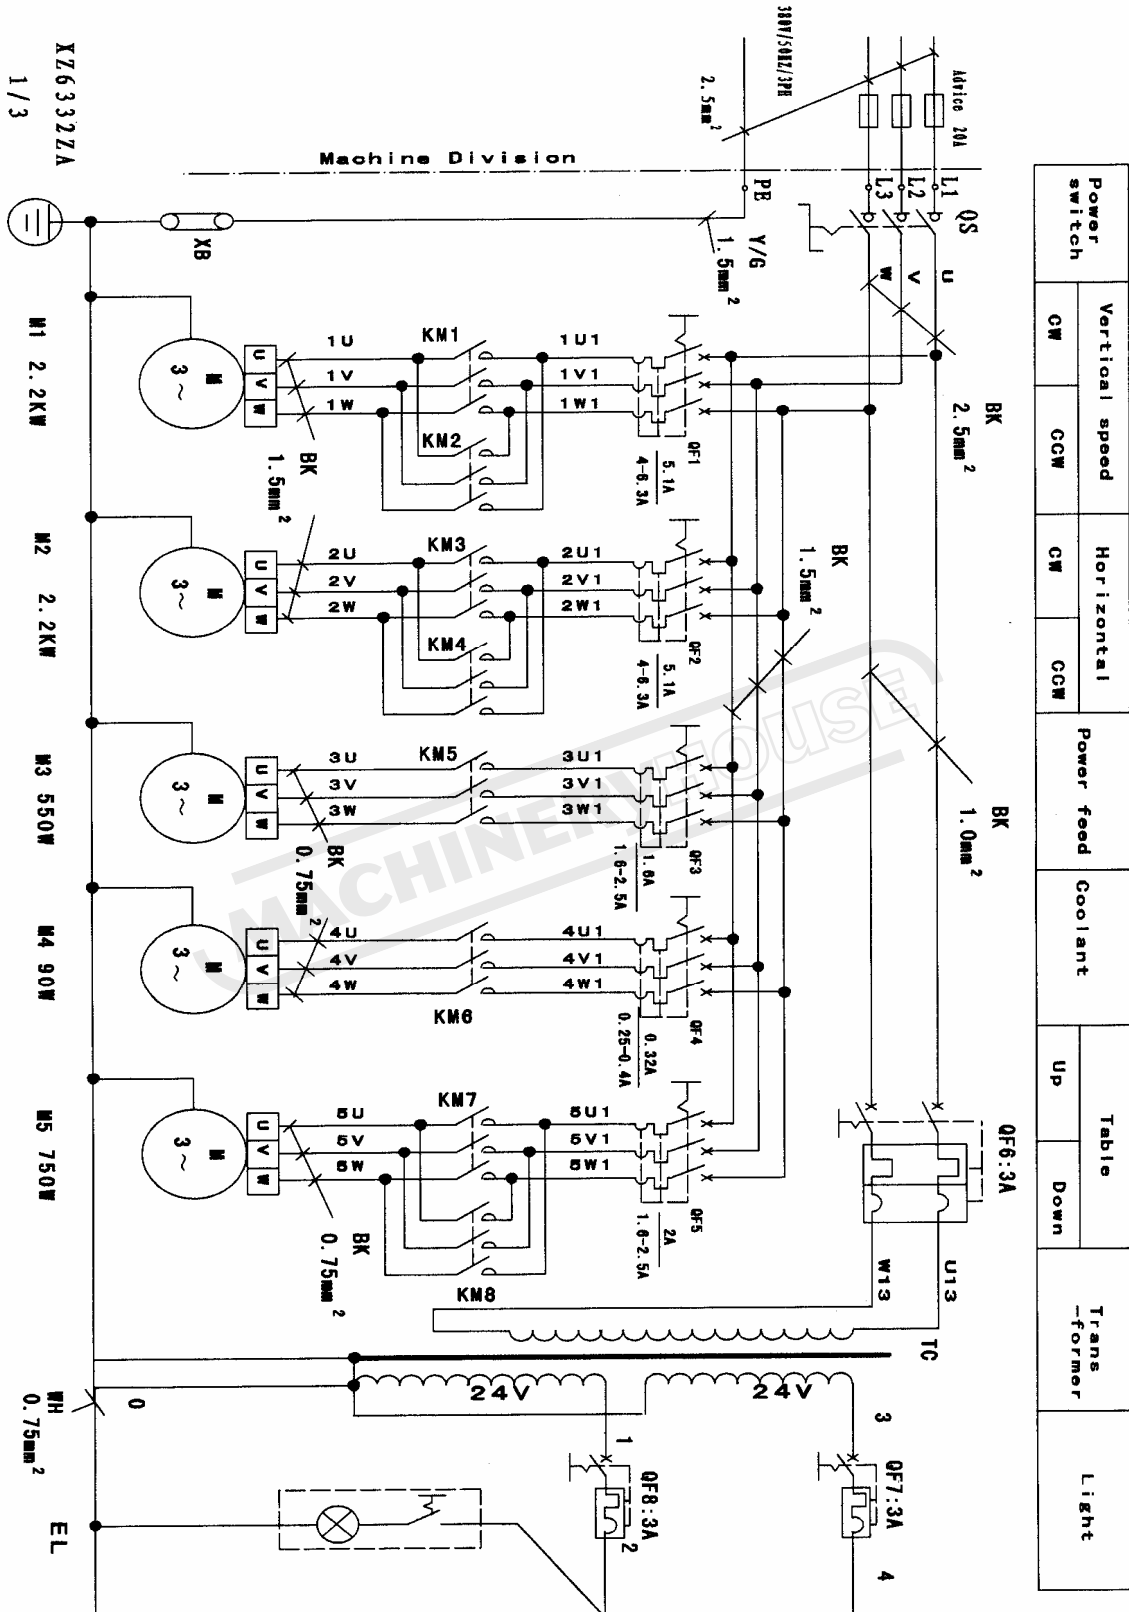 Power switch
Vertical speed
CW
CCW
Horizontal
CW
CCW
Power feed
Coolant
Table
Up
Down
Trans-former
Light
380V/50HZ/3PH
Advice 20A
2.5mm²
Machine Division
PE
L3
L2
L1
QS
Y/G
1.5mm²
XB
U
V
W
BK
2.5mm²
BK
1.5mm²
BK
1.0mm²
M1 2.2KW
M
3~
U
V
W
1U
1V
1W
BK
1.5mm²
KM1
KM2
1U1
1V1
1W1
QF1
5.1A
4-6.3A
M2 2.2KW
M
3~
U
V
W
2U
2V
2W
KM3
KM4
2U1
2V1
2W1
QF2
5.1A
4-6.3A
M3 550W
M
3~
U
V
W
3U
3V
3W
BK
0.75mm²
KM5
3U1
3V1
3W1
QF3
1.6A
1.6-2.5A
M4 90W
M
3~
U
V
W
4U
4V
4W
KM6
4U1
4V1
4W1
QF4
0.32A
0.25-0.4A
M5 750W
M
3~
U
V
W
5U
5V
5W
BK
0.75mm²
KM7
KM8
5U1
5V1
5W1
QF5
2A
1.6-2.5A
QF6:3A
W13
U13
TC
24V
24V
0
WH
0.75mm²
1
3
QF8:3A
2
QF7:3A
4
EL
XZ6332ZA
1/3
MACHINERYHOUSE